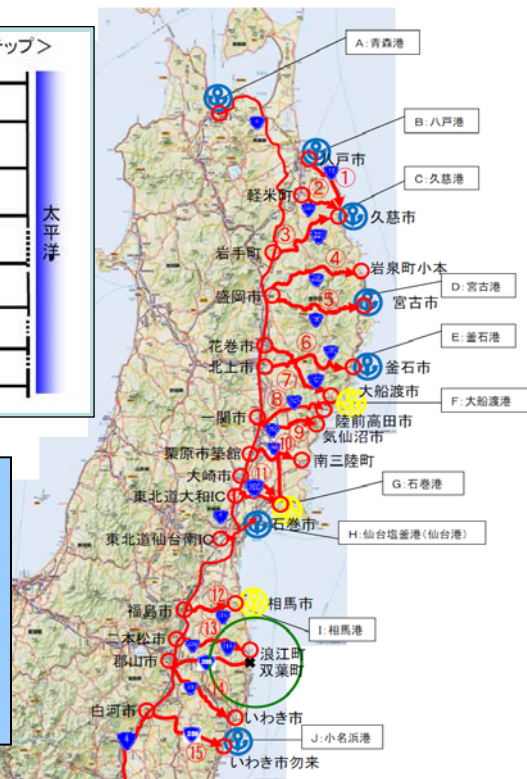 ップ>
太平洋
A:青森港
B:八戸港
八戸市
①
C:久慈港
②
軽米町
久慈市
③
岩手町
④
岩泉町小本
盛岡市
D:宮古港
⑤
宮古市
花巻市
⑥
E:釜石港
北上市
釜石市
⑦
大船渡市
⑧
F:大船渡港
一関市
陸前高田市
⑨
気仙沼市
⑩
栗原市築館
南三陸町
大崎市
⑪
G:石巻港
東北道大和IC
石巻市
東北道仙台南IC
H:仙台塩釜港(仙台港)
⑫
福島市
相馬市
⑬
I:相馬港
二本松市
浪江町
郡山市
双葉町
⑭
白河市
いわき市
J:小名浜港
4
⑮
いわき市勿来